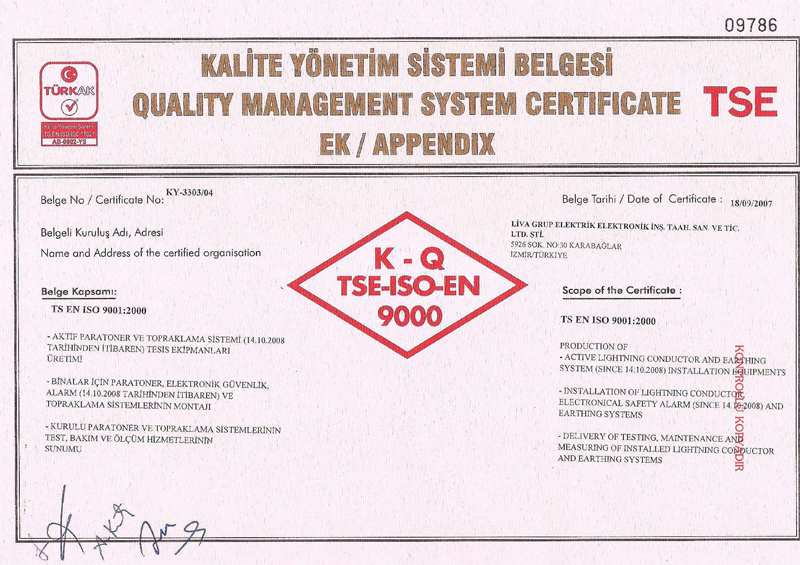 09786
KALİTE YÖNETİM SİSTEMİ BELGESİ
QUALITY MANAGEMENT SYSTEM CERTIFICATE
EK / APPENDIX
TSE
TÜRKAK
AB-0002-YS
Belge No / Certificate No: KY-3303/04
Belge Tarihi / Date of Certificate : 18/09/2007
Belgeli Kuruluş Adı, Adresi
Name and Address of the certified organisation
LİVA GRUP ELEKTRİK ELEKTRONİK İNŞ. TAAH. SAN. VE TİC.
LTD. ŞTİ.
5926 SOK. NO:30 KARABAĞLAR
İZMİR/TÜRKİYE
K - Q
TSE-ISO-EN
9000
Belge Kapsamı:
TS EN ISO 9001:2000
- AKTİF PARATONER VE TOPRAKLAMA SİSTEMİ (14.10.2008
TARİHİNDEN İTİBAREN) TESİS EKİPMANLARI
ÜRETİMİ
- BİNALAR İÇİN PARATONER, ELEKTRONİK GÜVENLİK,
ALARM (14.10.2008 TARİHİNDEN İTİBAREN) VE
TOPRAKLAMA SİSTEMLERİNİN MONTAJI
- KURULU PARATONER VE TOPRAKLAMA SİSTEMLERİNİN
TEST, BAKIM VE ÖLÇÜM HİZMETLERİNİN
SUNUMU
Scope of the Certificate :
TS EN ISO 9001:2000
PRODUCTION OF
- ACTIVE LIGHTNING CONDUCTOR AND EARTHING
SYSTEM (SINCE 14.10.2008) INSTALLATION EQUIPMENTS
- INSTALLATION OF LIGHTNING CONDUCTOR,
ELECTRONICAL SAFETY ALARM (SINCE 14.10.2008) AND
EARTHING SYSTEMS
- DELIVERY OF TESTING, MAINTENANCE AND
MEASURING OF INSTALLED LIGHTNING CONDUCTOR
AND EARTHING SYSTEMS
KONTROLLU KOPYADIR